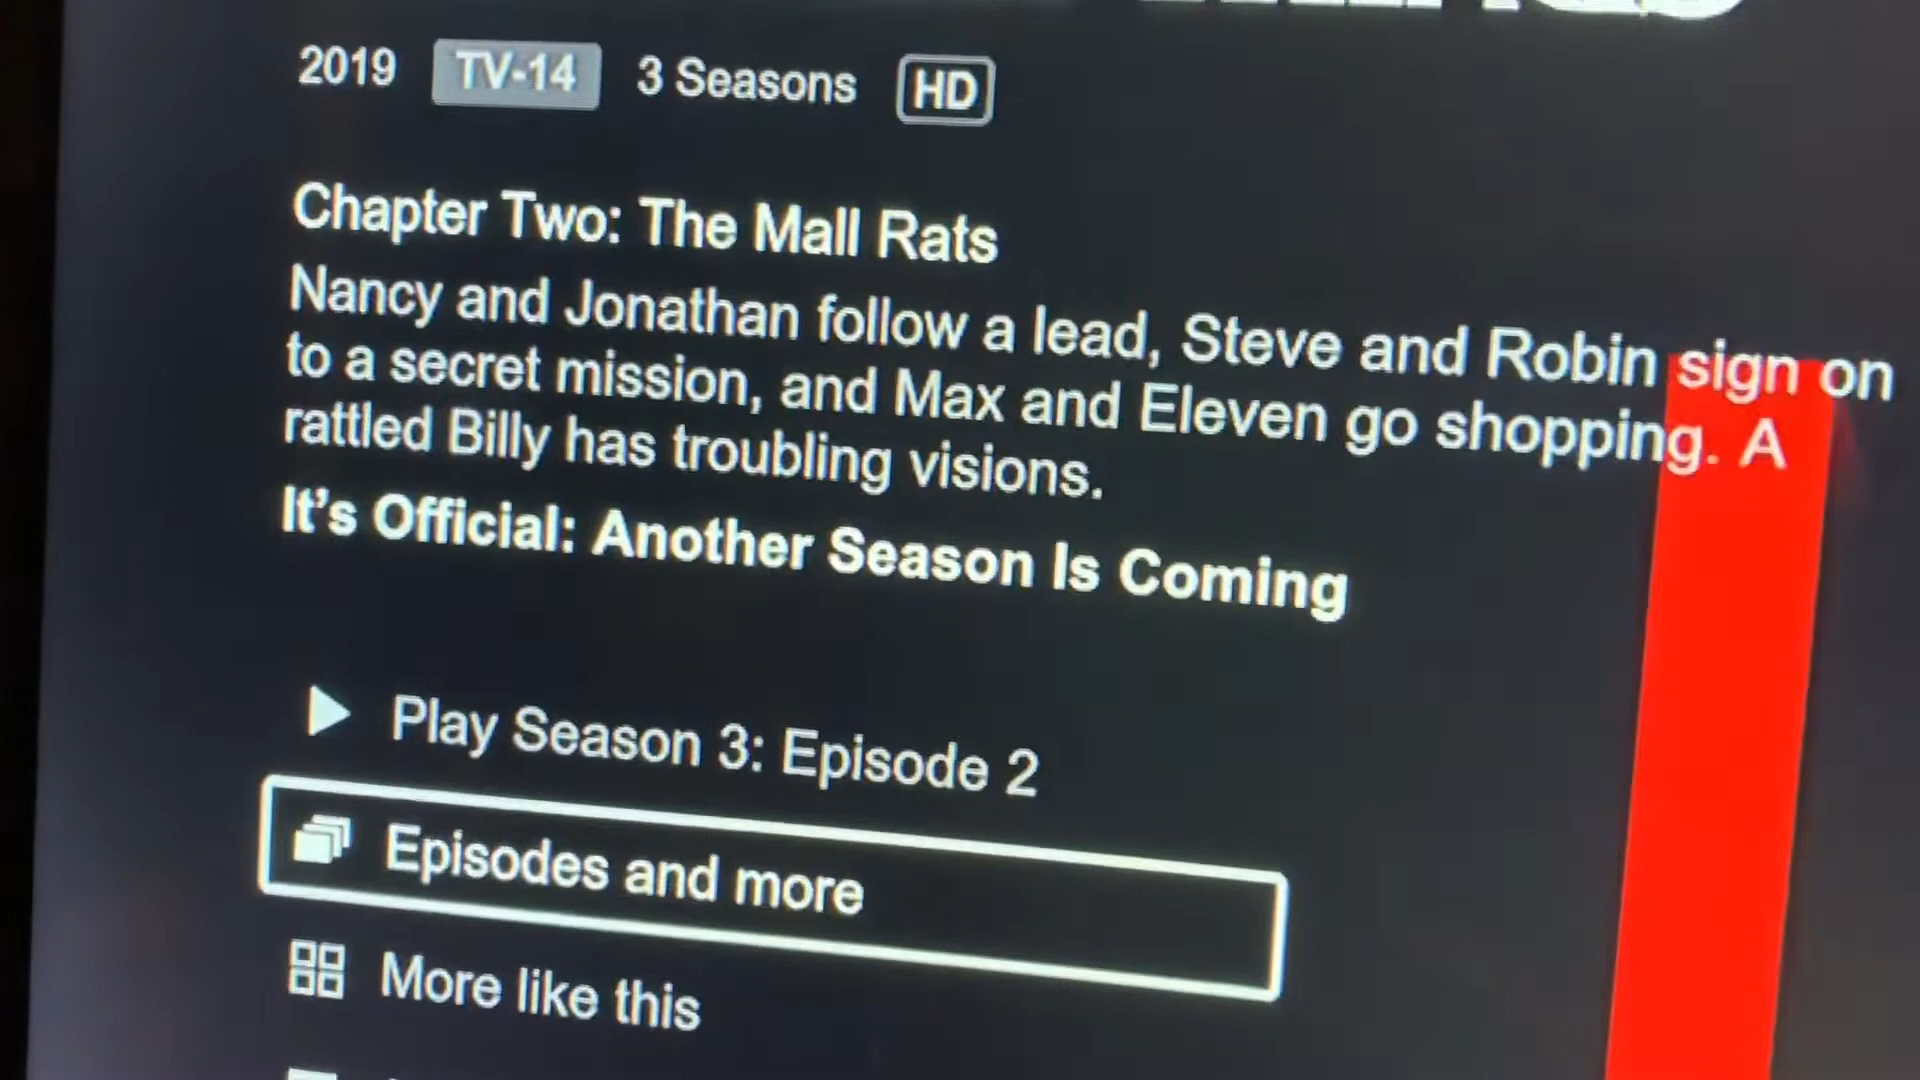 2019 TV-14 3 Seasons HD
Chapter Two: The Mall Rats
Nancy and Jonathan follow a lead, Steve and Robin sign on
to a secret mission, and Max and Eleven go shopping. A
rattled Billy has troubling visions.
It's Official: Another Season Is Coming
Play Season 3: Episode 2
Episodes and more
More like this